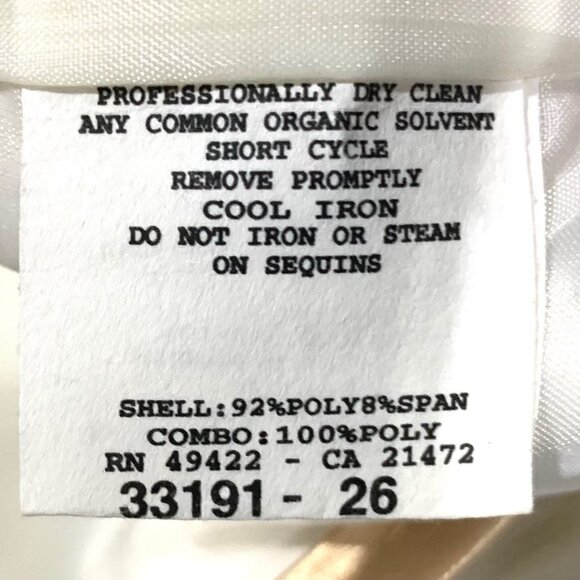 PROFESSIONALLY DRY CLEAN
ANY COMMON ORGANIC SOLVENT
SHORT CYCLE
REMOVE PROMPTLY
COOL IRON
DO NOT IRON OR STEAM
ON SEQUINS
SHELL:92%POLY8%SPAN
COMBO:100%POLY
RN 49422 - CA 21472
33191 - 26